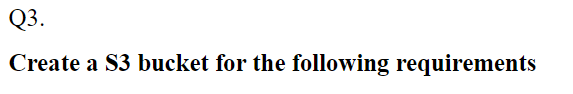 Q3.
Create a S3 bucket for the following requirements